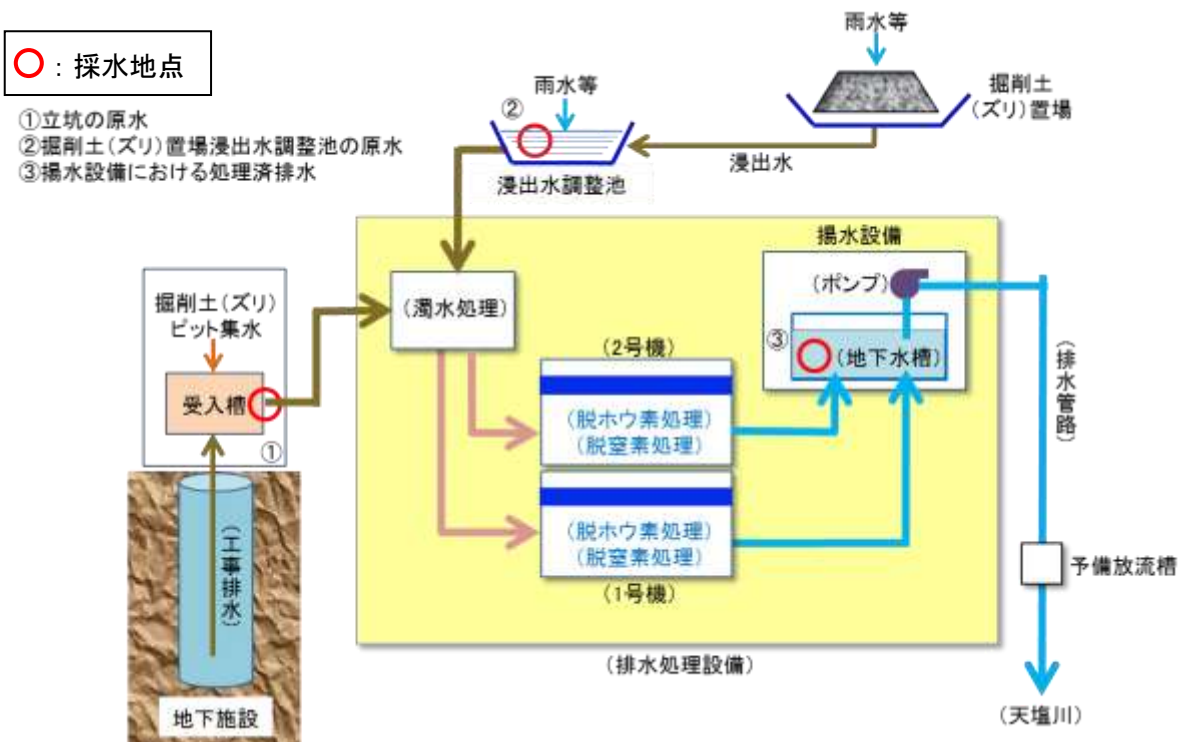 ○：採水地点
①立坑の原水
②掘削土(ズリ)置場浸出水調整池の原水
③揚水設備における処理済排水
雨水等
掘削土
(ズリ)置場
雨水等
②
浸出水
浸出水調整池
揚水設備
(ポンプ)
③
(地下水槽)
(濁水処理)
掘削土(ズリ)
ピット集水
受入槽
①
(2号機)
(脱ホウ素処理)
(脱窒素処理)
(脱ホウ素処理)
(脱窒素処理)
(1号機)
(排水管路)
予備放流槽
(工事排水)
地下施設
(排水処理設備)
(天塩川)